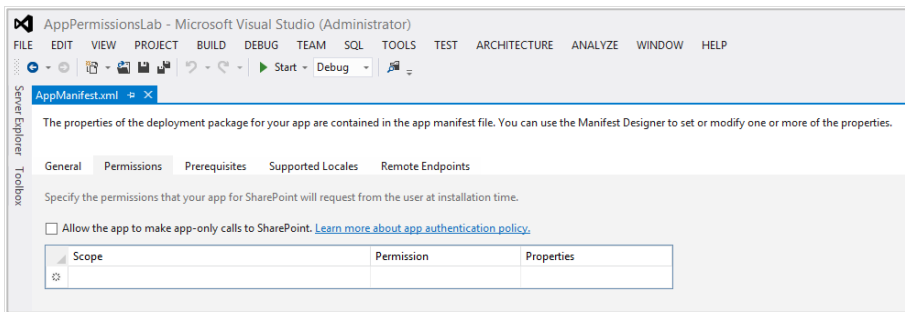 AppPermissionsLab - Microsoft Visual Studio (Administrator)
FILE EDIT VIEW PROJECT BUILD DEBUG TEAM SQL TOOLS TEST ARCHITECTURE ANALYZE WINDOW HELP
Start Debug
Server Explorer
Toolbox
AppManifest.xml
The properties of the deployment package for your app are contained in the app manifest file. You can use the Manifest Designer to set or modify one or more of the properties.
General Permissions Prerequisites Supported Locales Remote Endpoints
Specify the permissions that your app for SharePoint will request from the user at installation time.
Allow the app to make app-only calls to SharePoint. Learn more about app authentication policy.
Scope Permission Properties